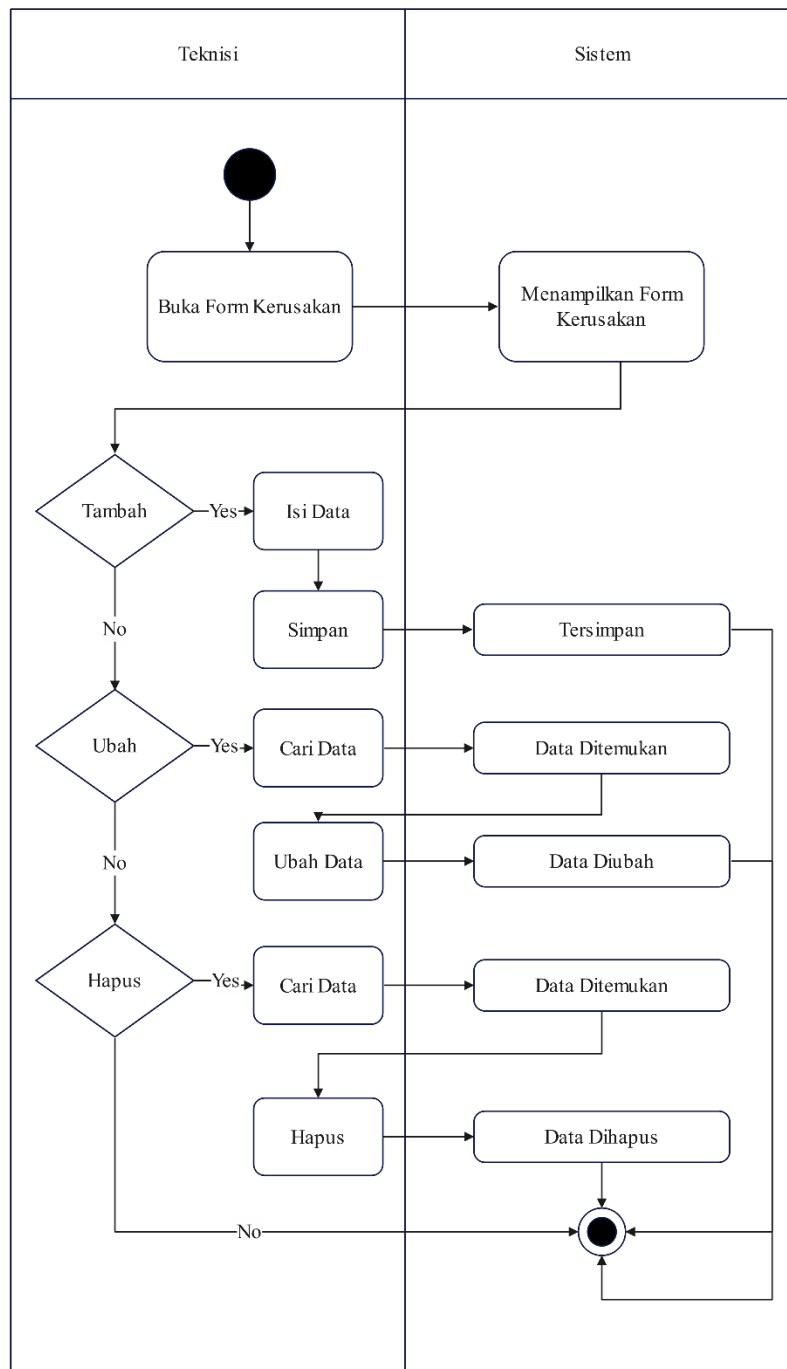 Teknisi
Sistem
Buka Form Kerusakan
Menampilkan Form
Kerusakan
Tambah
Yes
Isi Data
No
Simpan
Tersimpan
Ubah
Yes
Cari Data
Data Ditemukan
No
Ubah Data
Data Diubah
Hapus
Yes
Cari Data
Data Ditemukan
Hapus
Data Dihapus
No